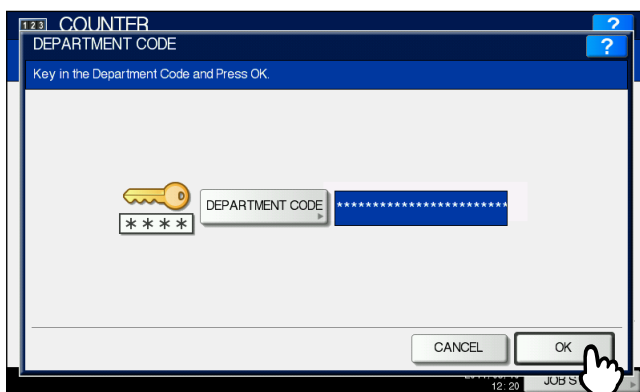 123 COUNTER ?
DEPARTMENT CODE ?
Key in the Department Code and Press OK.
DEPARTMENT CODE ************************
****
CANCEL OK
12:20 JOB S